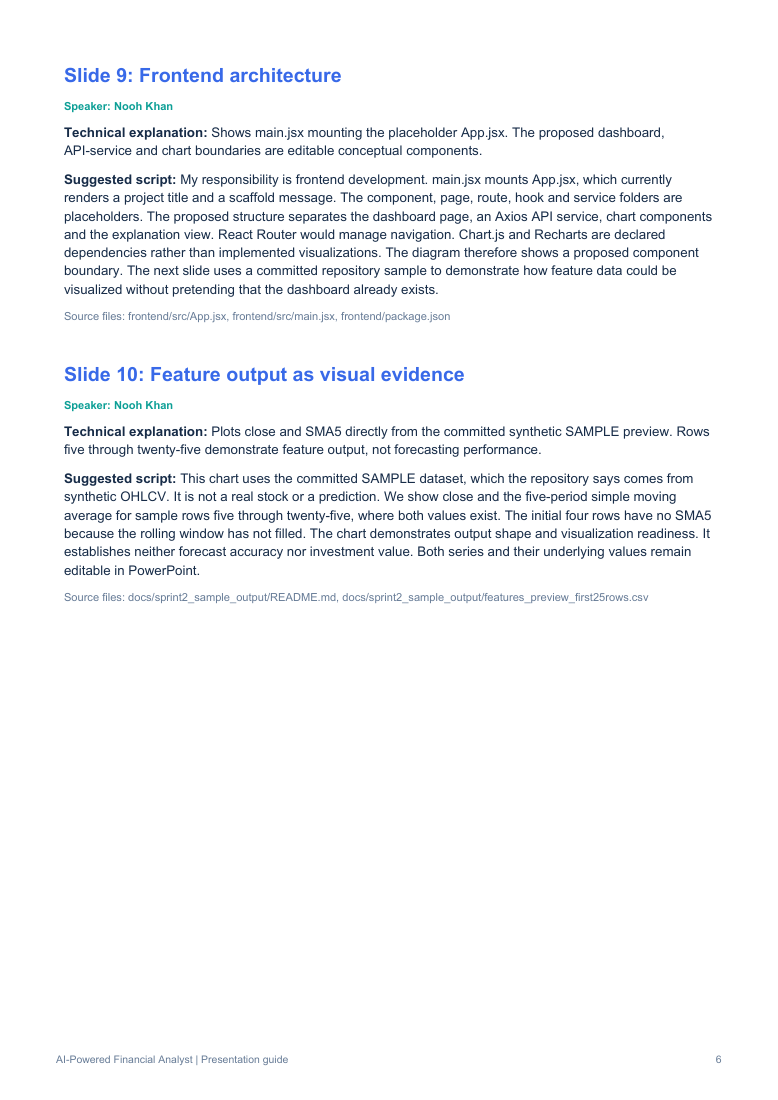 Slide 9: Frontend architecture
Speaker: Nooh Khan
Technical explanation: Shows main.jsx mounting the placeholder App.jsx. The proposed dashboard,
API-service and chart boundaries are editable conceptual components.
Suggested script: My responsibility is frontend development. main.jsx mounts App.jsx, which currently
renders a project title and a scaffold message. The component, page, route, hook and service folders are
placeholders. The proposed structure separates the dashboard page, an Axios API service, chart components
and the explanation view. React Router would manage navigation. Chart.js and Recharts are declared
dependencies rather than implemented visualizations. The diagram therefore shows a proposed component
boundary. The next slide uses a committed repository sample to demonstrate how feature data could be
visualized without pretending that the dashboard already exists.
Source files: frontend/src/App.jsx, frontend/src/main.jsx, frontend/package.json
Slide 10: Feature output as visual evidence
Speaker: Nooh Khan
Technical explanation: Plots close and SMA5 directly from the committed synthetic SAMPLE preview. Rows
five through twenty-five demonstrate feature output, not forecasting performance.
Suggested script: This chart uses the committed SAMPLE dataset, which the repository says comes from
synthetic OHLCV. It is not a real stock or a prediction. We show close and the five-period simple moving
average for sample rows five through twenty-five, where both values exist. The initial four rows have no SMA5
because the rolling window has not filled. The chart demonstrates output shape and visualization readiness. It
establishes neither forecast accuracy nor investment value. Both series and their underlying values remain
editable in PowerPoint.
Source files: docs/sprint2_sample_output/README.md, docs/sprint2_sample_output/features_preview_first25rows.csv
AI-Powered Financial Analyst | Presentation guide
6